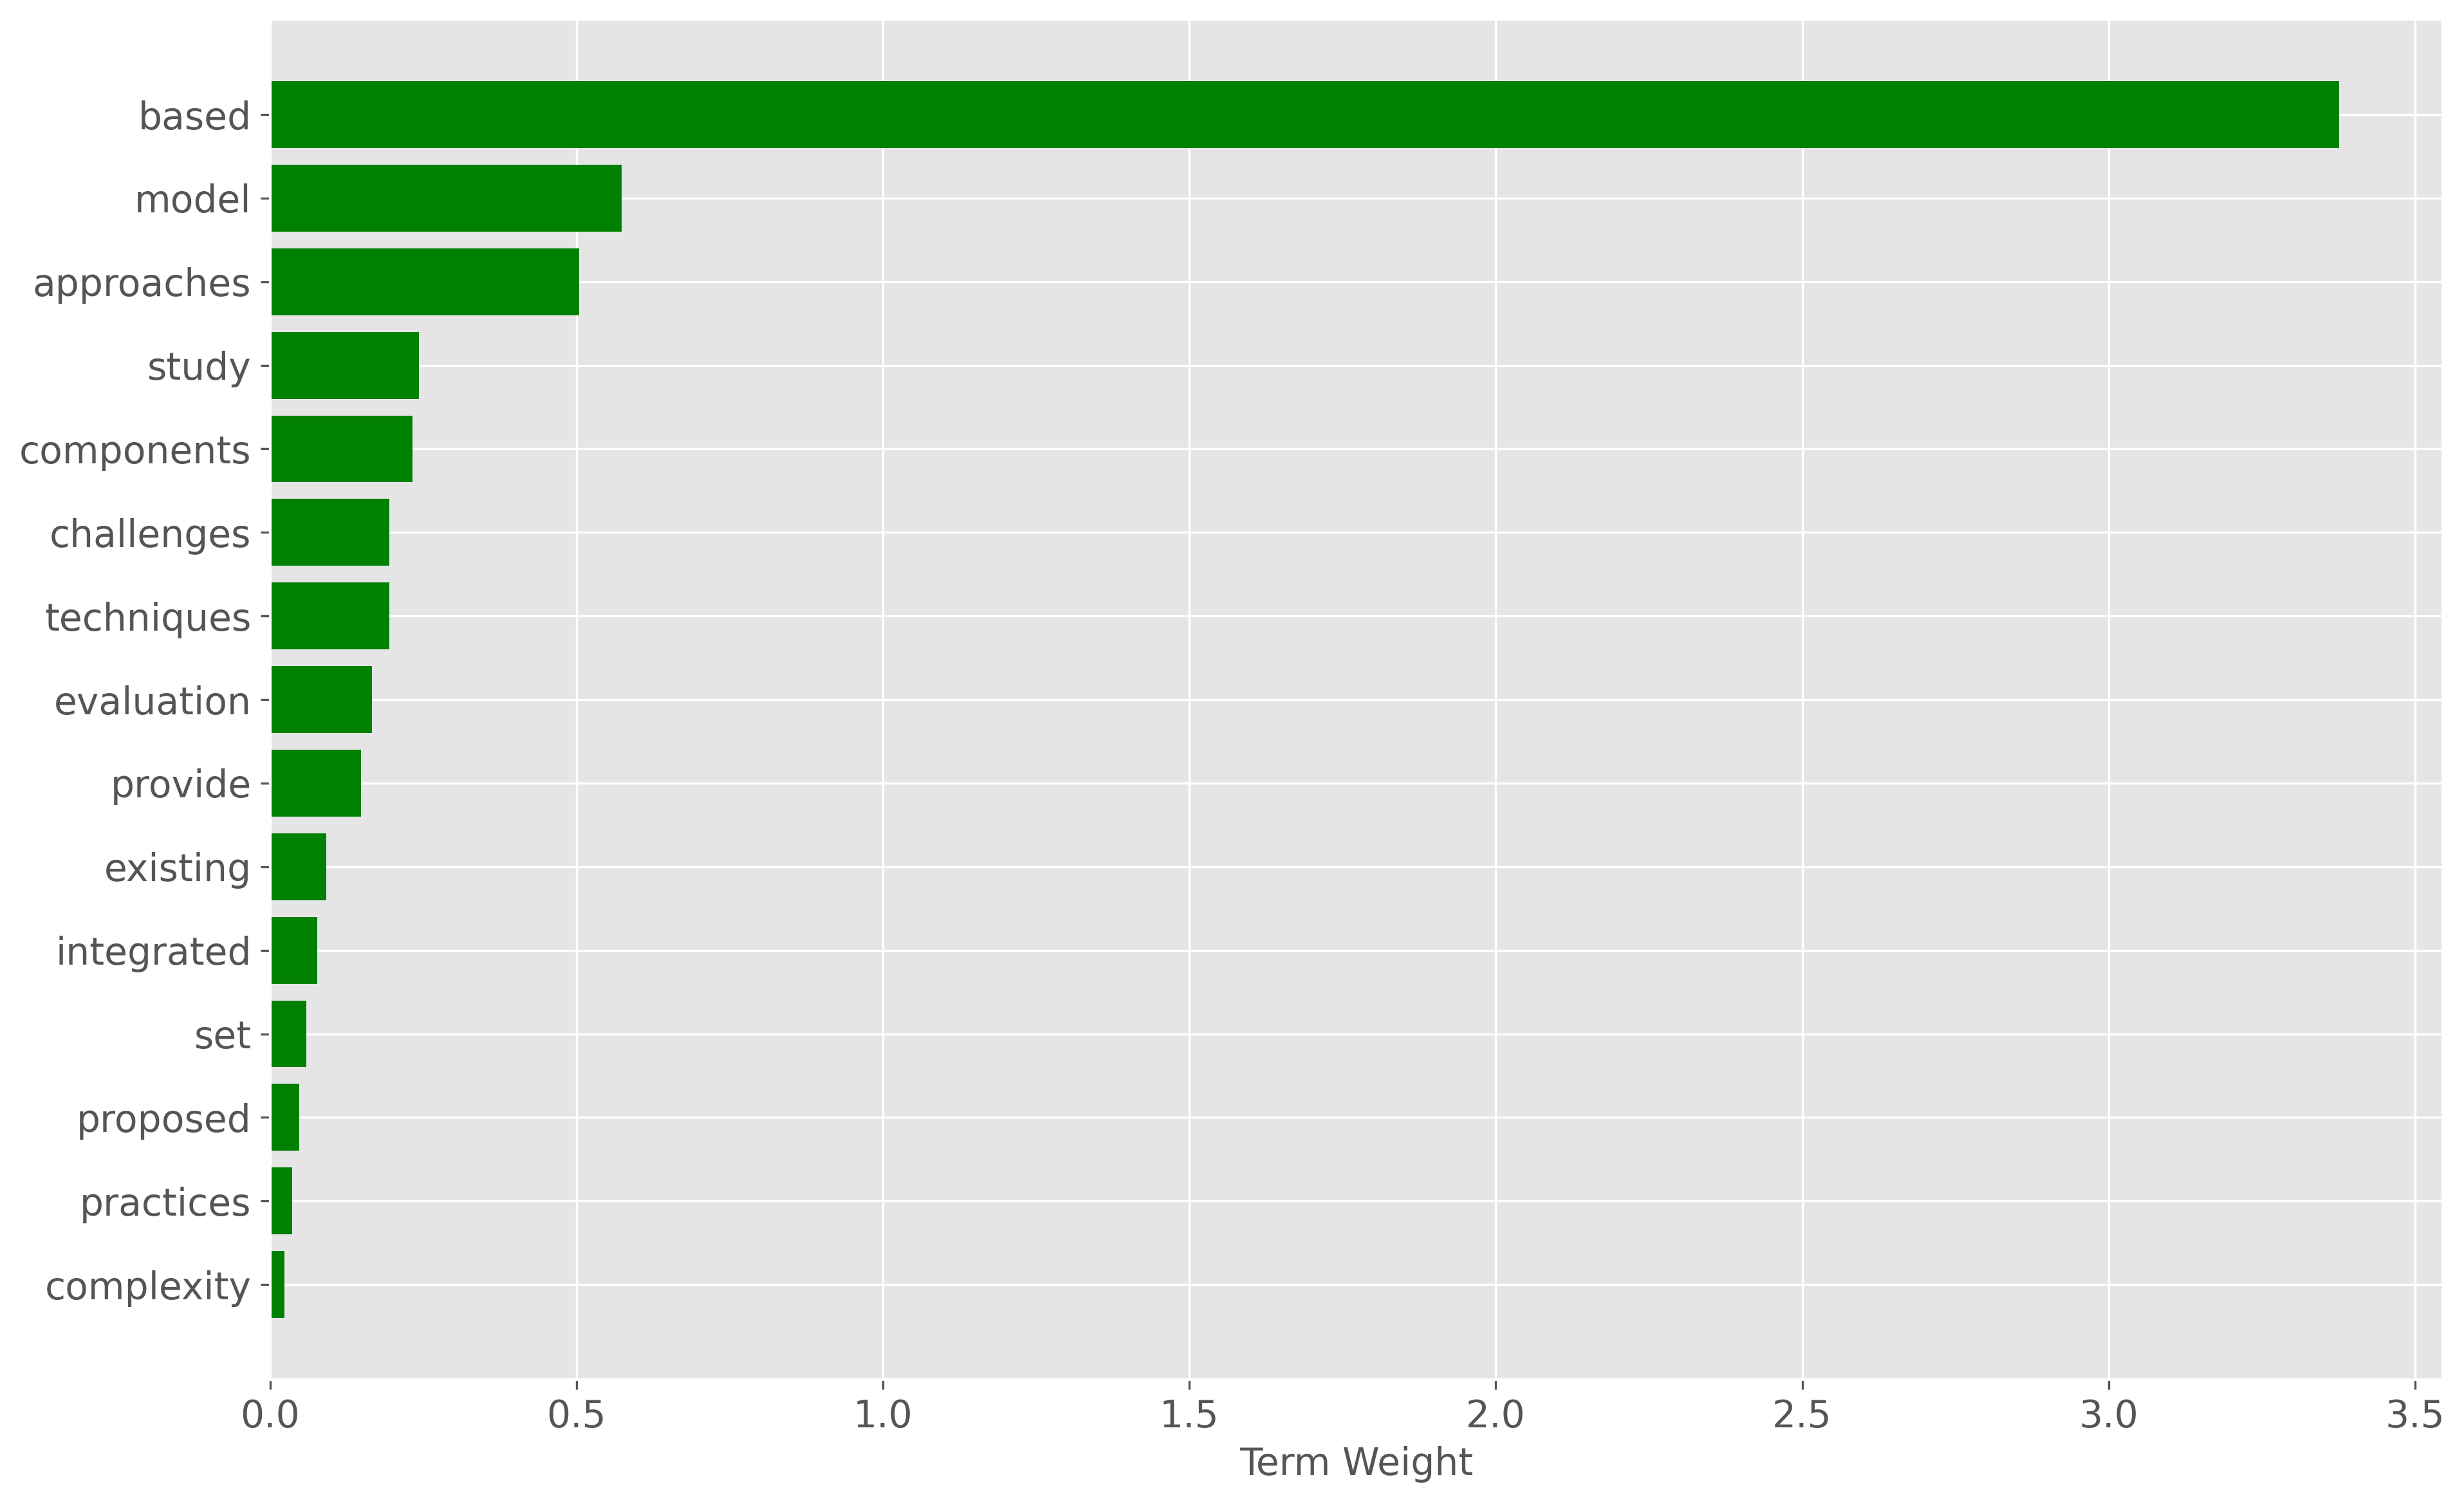 based
model
approaches
study
components
challenges
techniques
evaluation
provide
existing
integrated
set
proposed
practices
complexity
0.0 0.5 1.0 1.5 2.0 2.5 3.0 3.5
Term Weight